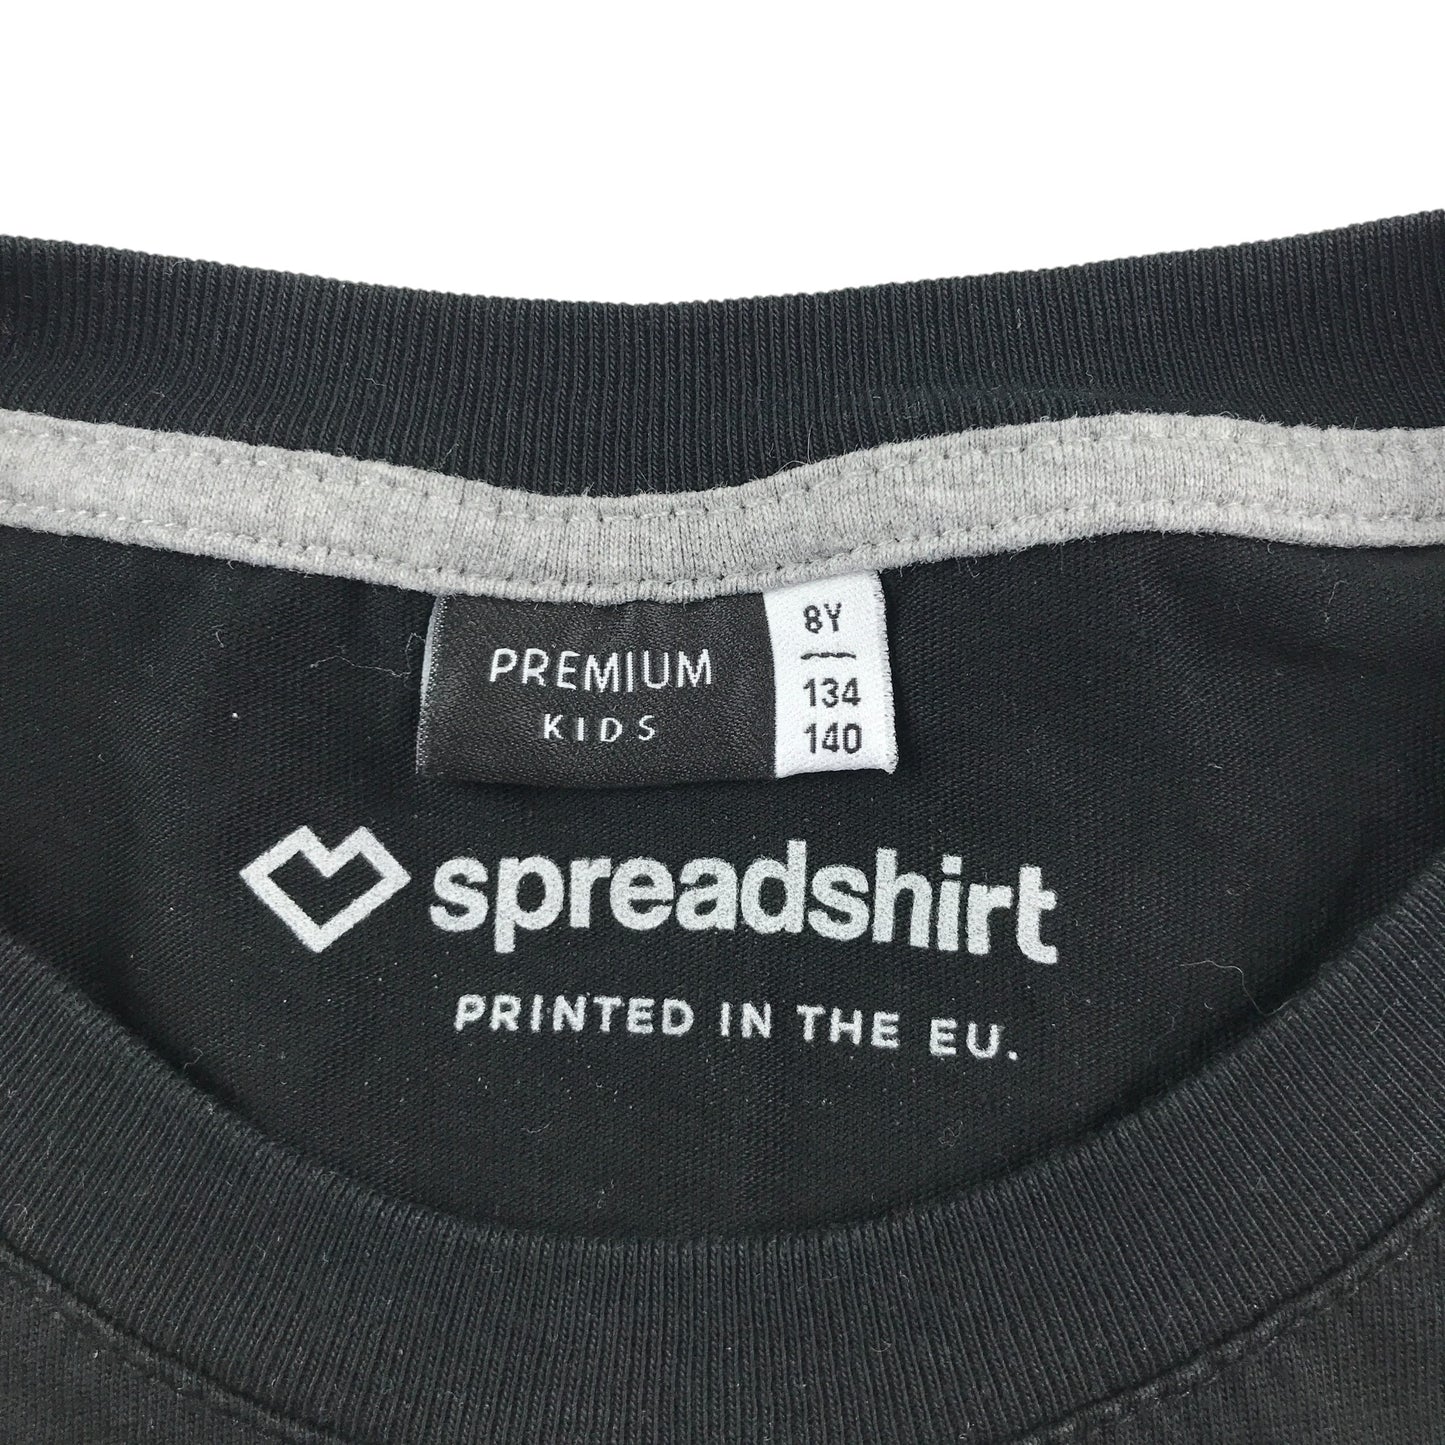 PREMIUM
KIDS
8Y
134
140
spreadshirt
PRINTED IN THE EU.